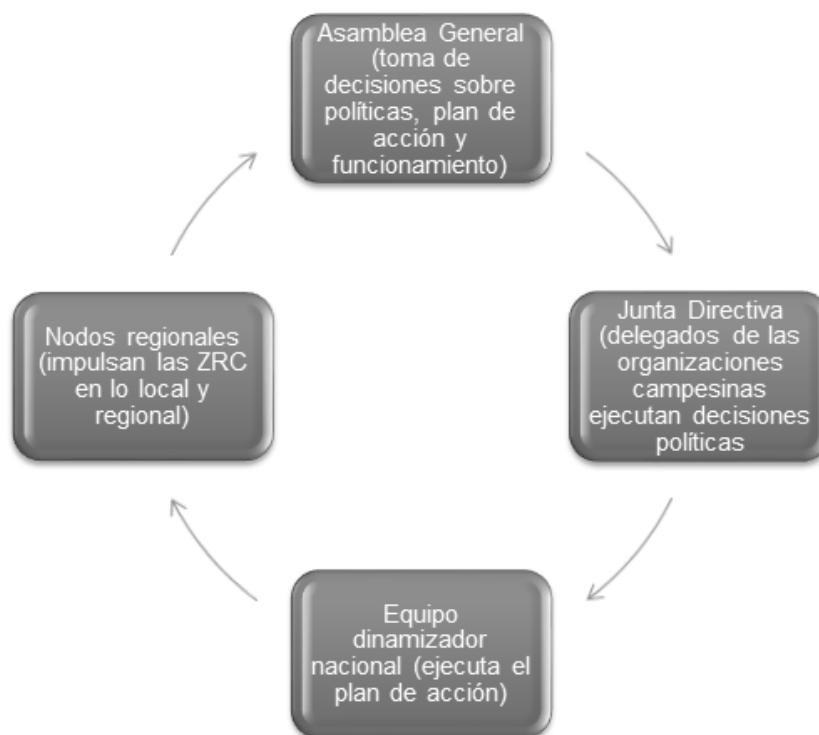 Asamblea General
(toma de
decisiones sobre
políticas, plan de
acción y
funcionamiento)
Junta Directiva
(delegados de las
organizaciones
campesinas
ejecutan decisiones
políticas
Equipo
dinamizador
nacional (ejecuta el
plan de acción)
Nodos regionales
(impulsan las ZRC
en lo local y
regional)